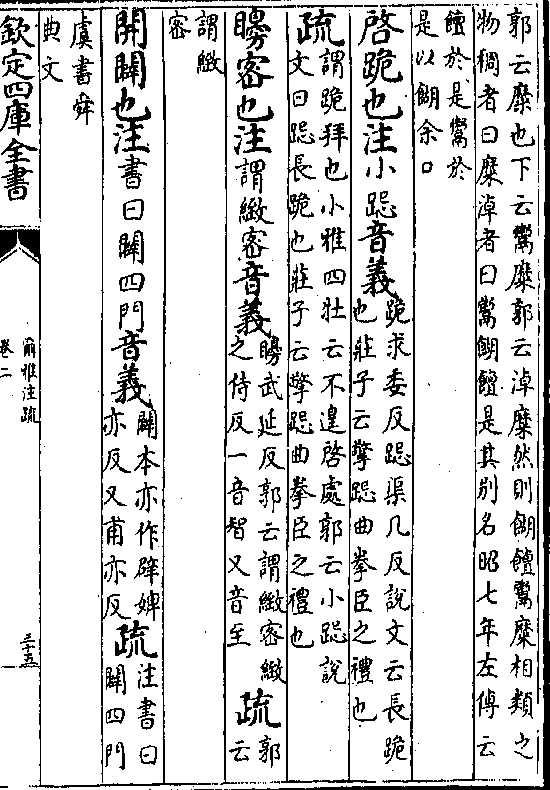 郭云糜也下云鬻糜郭云淖糜然則餬饘鬻糜相類之
物稠者曰糜淖者曰鬻餬饘是其别名昭七年左傳云
饘於是鬻於
是以餬余口
啓跪也注小跽音義
跪求委反跽渠几反說文云長跪
也莊子云擎跽曲拳臣之禮也
疏
謂跪拜也小雅四牡云不遑啓處郭云小跽說
文曰跽長跪也莊子云擎跽曲拳臣之禮也
矈密也注謂緻密音義
矈武延反郭云謂緻密緻
之侍反一音智又音至
疏
郭云
謂緻
密
開闢也注書曰闢四門音義
闢本亦作辟婢
亦反又甫亦反
疏
注書曰
闢四門
虞書舜
典文
欽定四庫全書
爾雅注疏
卷二
三十五